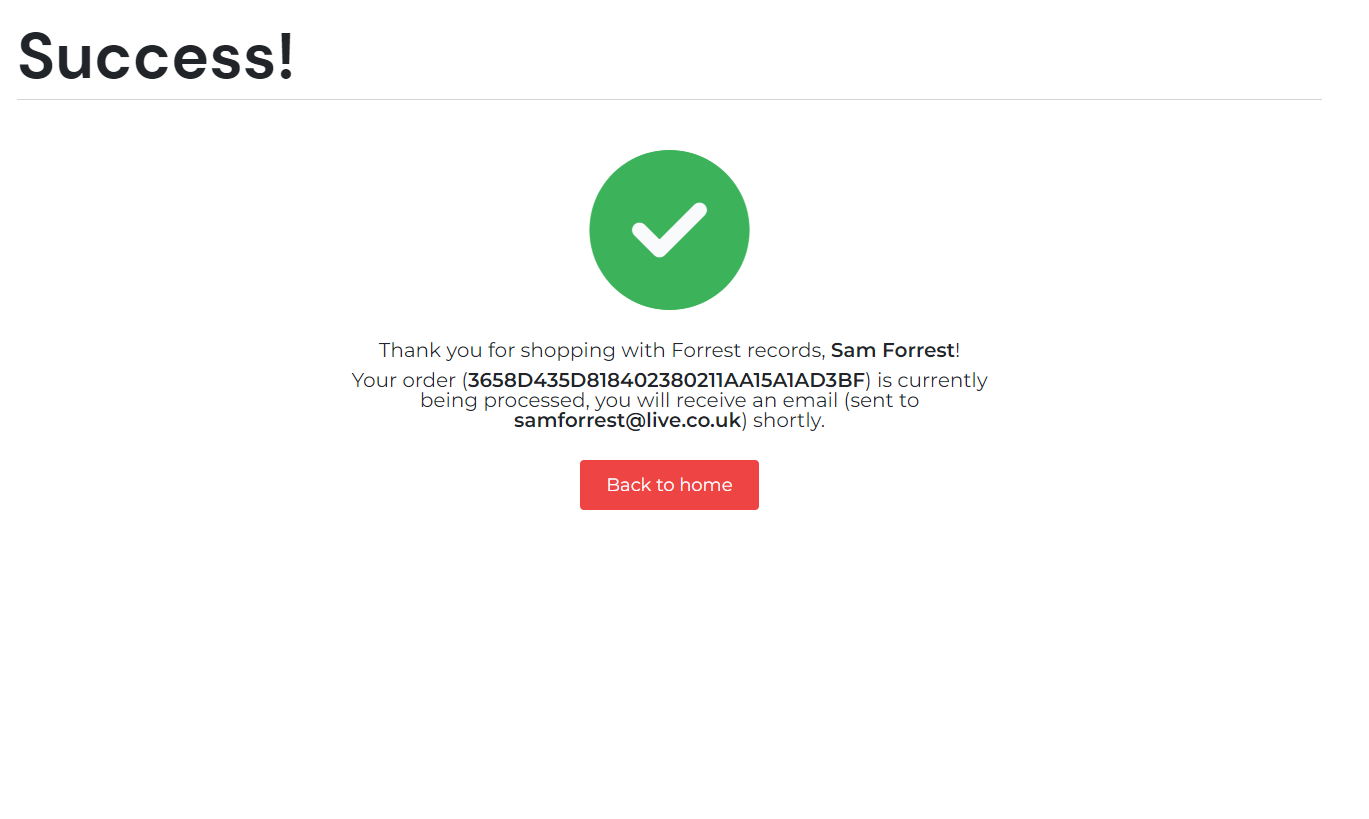 Success!
Thank you for shopping with Forrest records, Sam Forrest!
Your order (3658D435D818402380211AA15A1AD3BF) is currently
being processed, you will receive an email (sent to
samforrest@live.co.uk) shortly.
Back to home